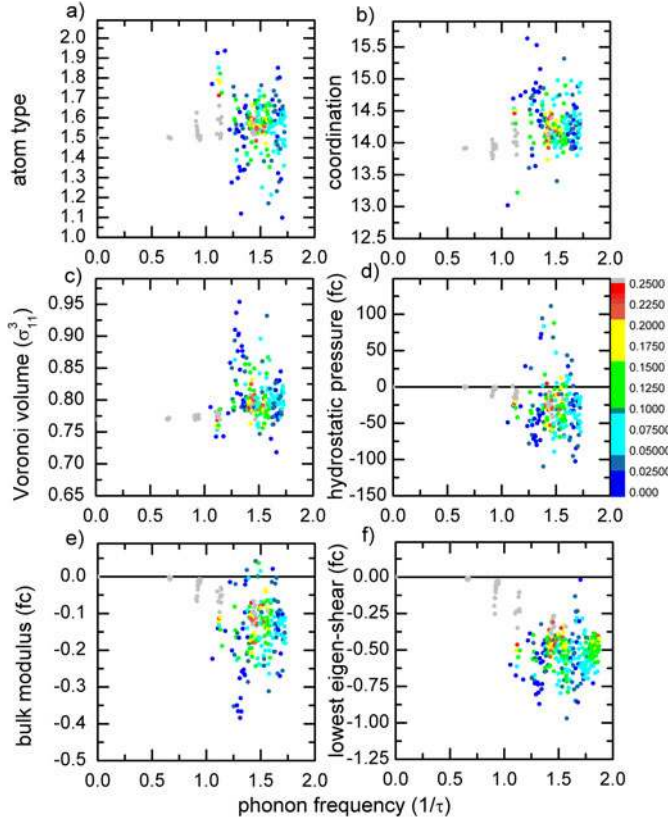 a)
b)
2.0
1.9
1.8
1.7
1.6
1.5
1.4
1.3
1.2
1.1
1.0
atom type
0.0 0.5 1.0 1.5 2.0
15.5
15.0
14.5
14.0
13.5
13.0
12.5
coordination
0.0 0.5 1.0 1.5 2.0
c)
d)
0.95
0.90
0.85
0.80
0.75
0.70
0.65
Voronoi volume (σ³₁₁)
0.0 0.5 1.0 1.5 2.0
100
50
0
-50
-100
-150
hydrostatic pressure (fc)
0.0 0.5 1.0 1.5 2.0
0.2500
0.2000
0.1750
0.1500
0.1250
0.1000
0.07500
0.05000
0.02500
0.000
e)
f)
0.0
-0.1
-0.2
-0.3
-0.4
-0.5
bulk modulus (fc)
0.0 0.5 1.0 1.5 2.0
0.00
-0.25
-0.50
-0.75
-1.00
-1.25
lowest eigen-shear (fc)
0.0 0.5 1.0 1.5 2.0
phonon frequency (1/τ)